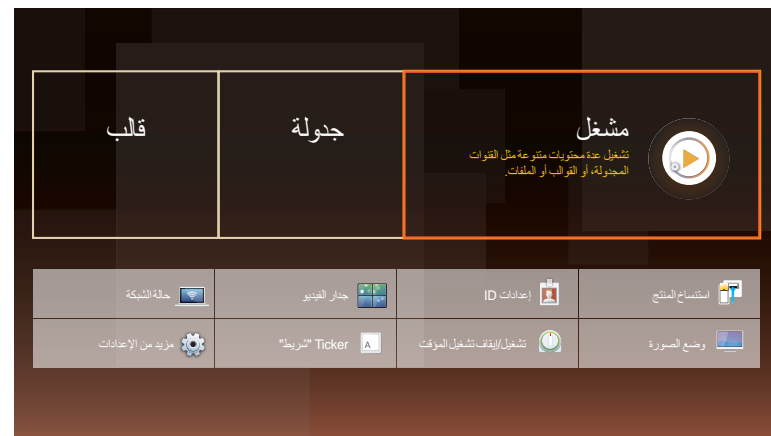 مشغل
تشغيل عدة محتويات متنوعة مثل القنوات
المجدولة، أو القوالب أو الملفات.
جدولة
قالب
استنساخ المنتج
إعدادات ID
جدار الفيديو
حالة الشبكة
وضع الصورة
تشغيل/إيقاف تشغيل المؤقت
Ticker "شريط"
A
مزيد من الإعدادات